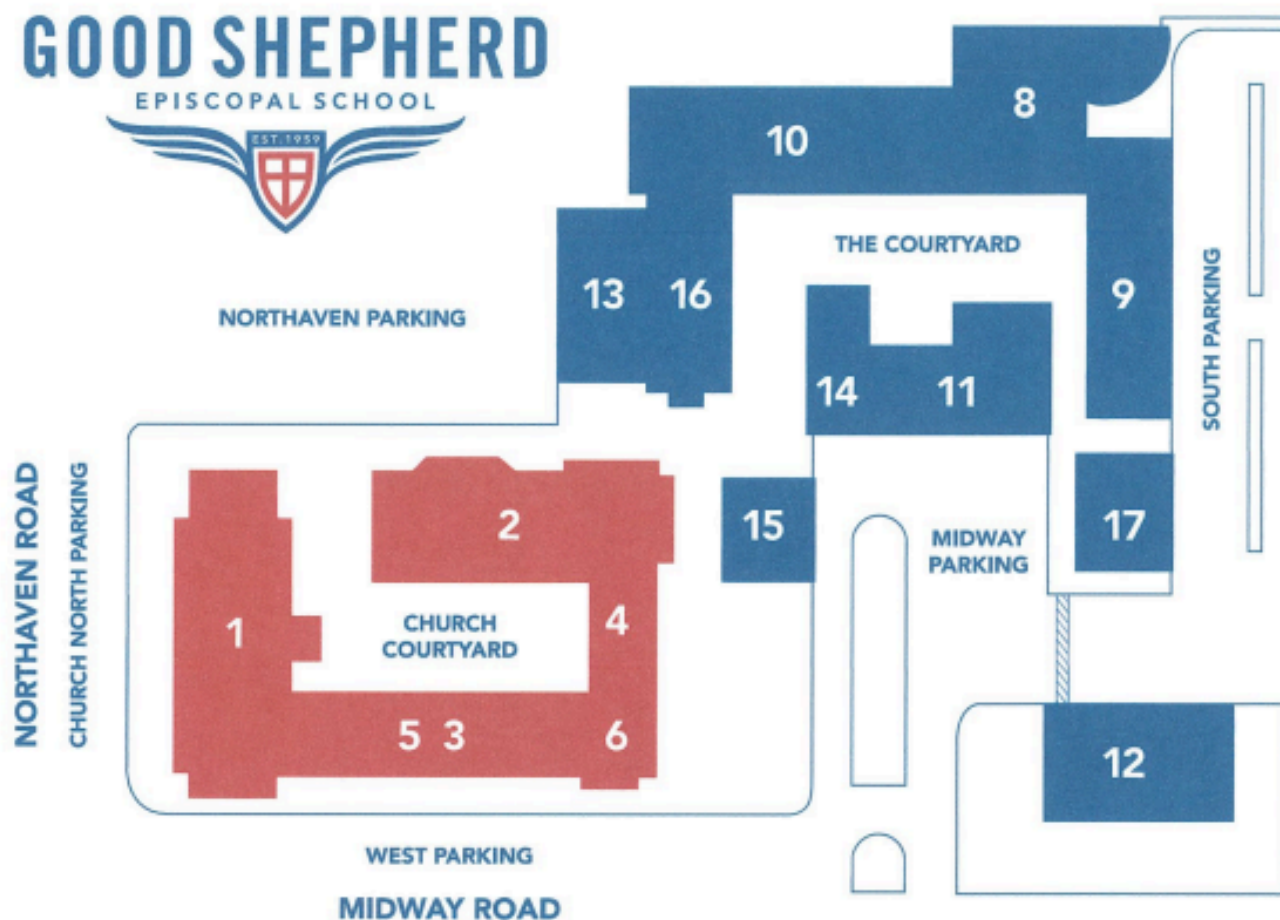 GOOD SHEPHERD
EPISCOPAL SCHOOL
EST. 1959
8
10
THE COURTYARD
13
16
9
NORTHAVEN PARKING
SOUTH PARKING
14
11
NORTHAVEN ROAD
CHURCH NORTH PARKING
2
15
MIDWAY
PARKING
17
1
CHURCH
COURTYARD
4
5 3
6
12
WEST PARKING
MIDWAY ROAD